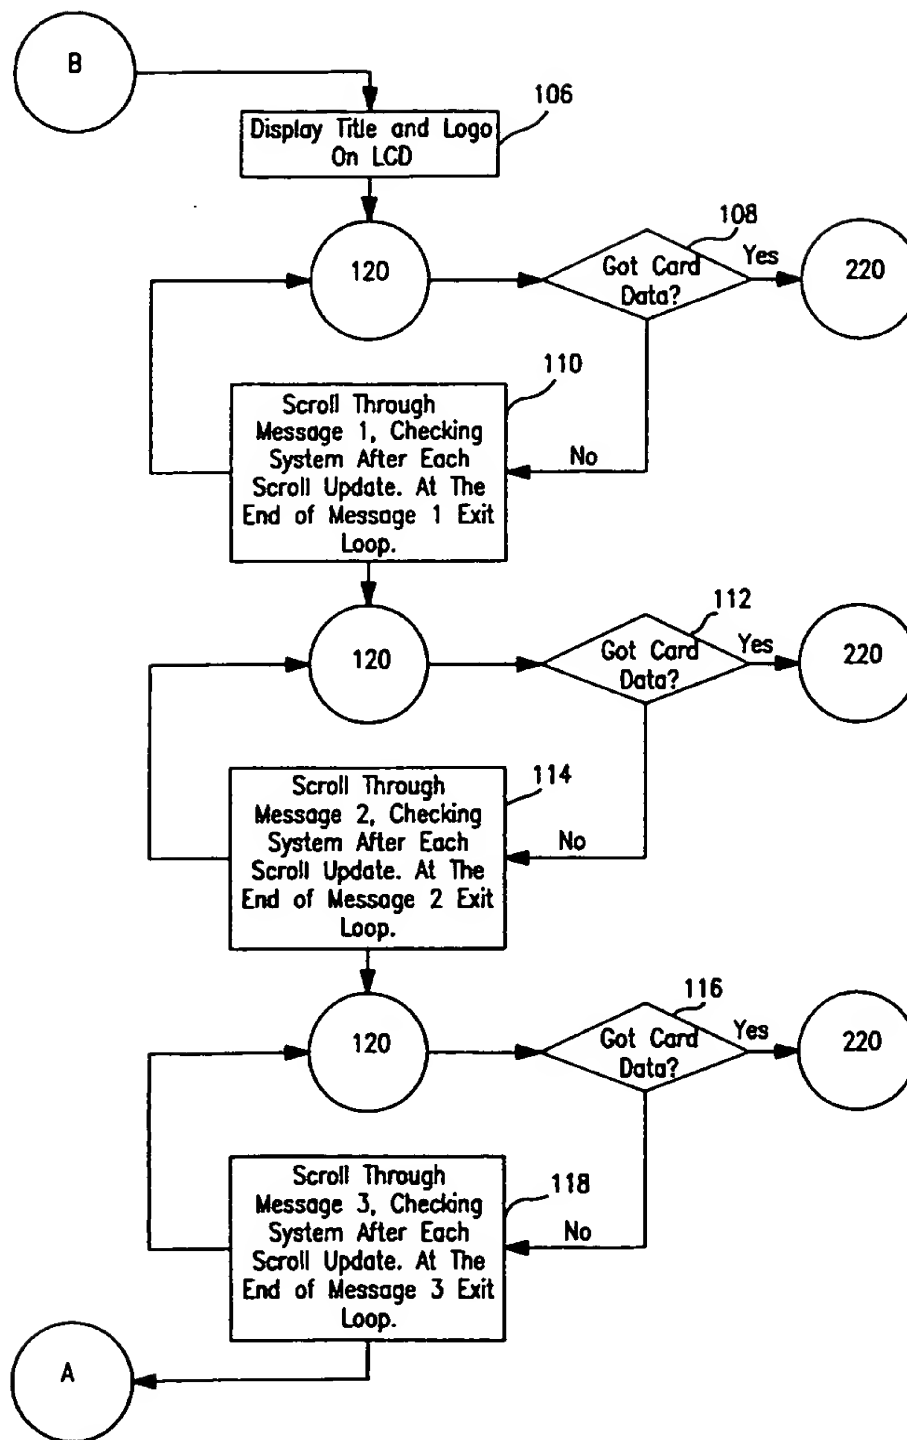 B
106
Display Title and Logo
On LCD
120
108
Got Card
Data?
Yes
220
110
Scroll Through
Message 1, Checking
System After Each
Scroll Update. At The
End of Message 1 Exit
Loop.
No
120
112
Got Card
Data?
Yes
220
114
Scroll Through
Message 2, Checking
System After Each
Scroll Update. At The
End of Message 2 Exit
Loop.
No
120
116
Got Card
Data?
Yes
220
118
Scroll Through
Message 3, Checking
System After Each
Scroll Update. At The
End of Message 3 Exit
Loop.
No
A